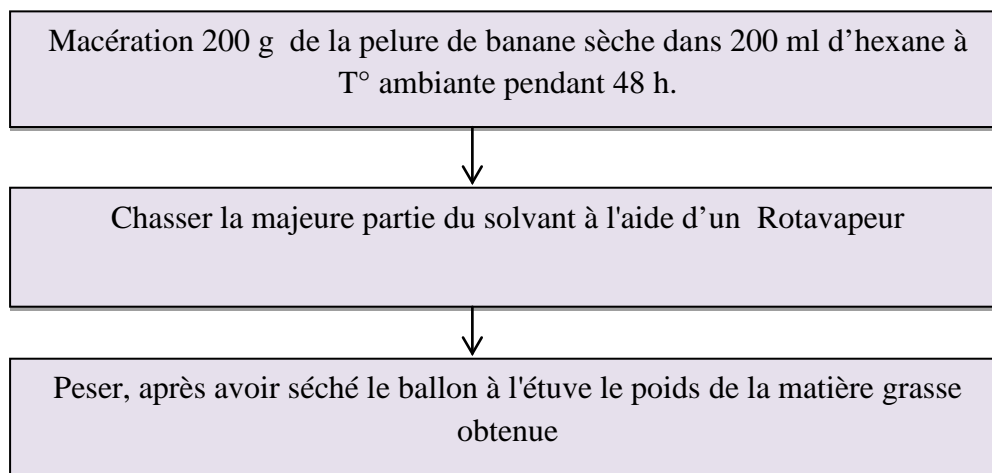 Macération 200 g de la pelure de banane sèche dans 200 ml d’hexane à
T° ambiante pendant 48 h.
Chasser la majeure partie du solvant à l'aide d’un Rotavapeur
Peser, après avoir séché le ballon à l'étuve le poids de la matière grasse
obtenue